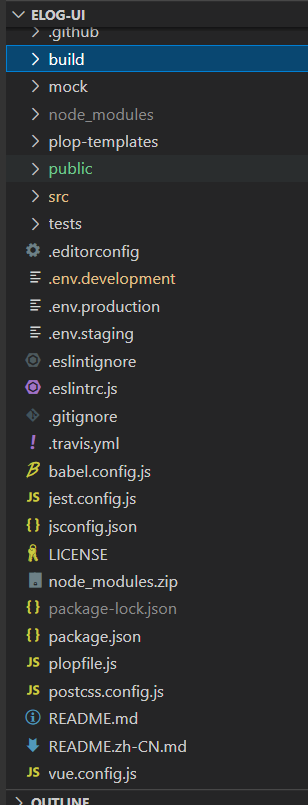 ELOG-UI
.github
build
mock
node_modules
plop-templates
public
src
tests
.editorconfig
.env.development
.env.production
.env.staging
.eslintignore
.eslintrc.js
.gitignore
.travis.yml
babel.config.js
jest.config.js
jsconfig.json
LICENSE
node_modules.zip
package-lock.json
package.json
plopfile.js
postcss.config.js
README.md
README.zh-CN.md
vue.config.js
OUTLINE